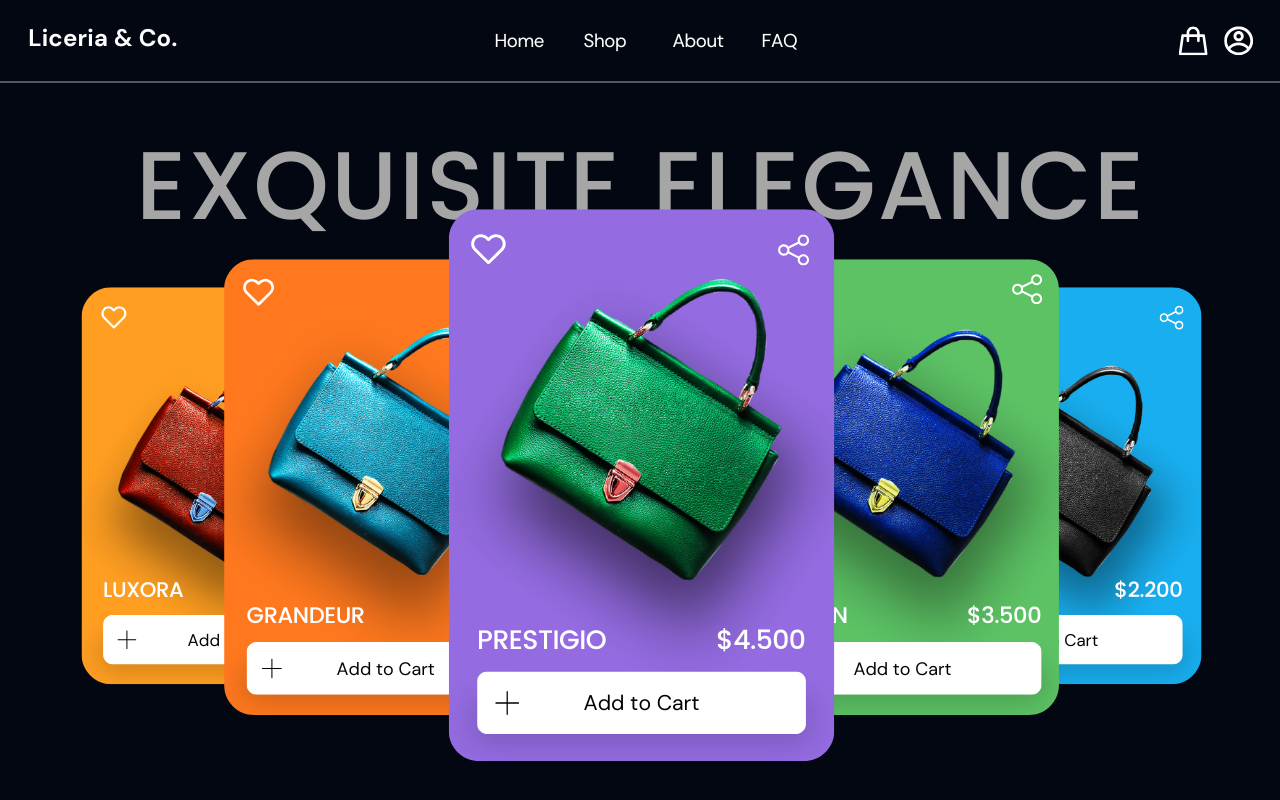 Liceria & Co.
Home Shop About FAQ
EXQUISITE ELEGANCE
LUXORA
Add
GRANDEUR
Add to Cart
PRESTIGIO $4.500
Add to Cart
N $3.500
Add to Cart
$2.200
Cart